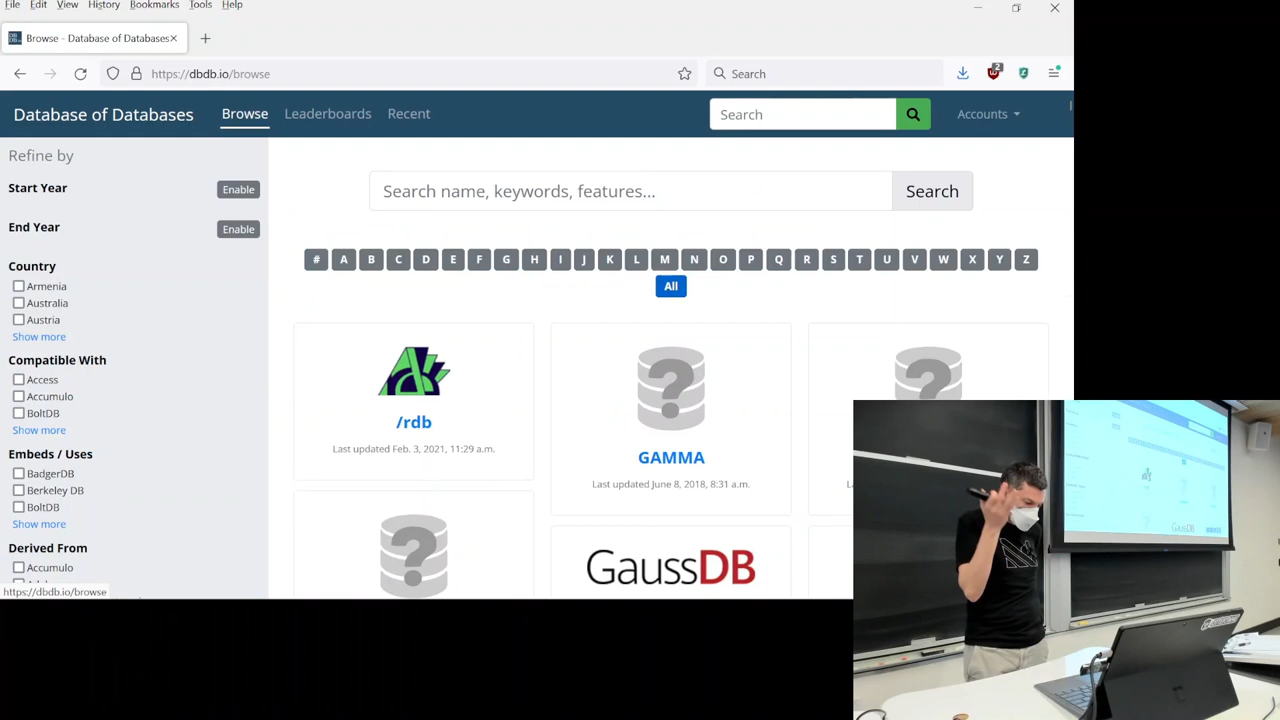 File Edit View History Bookmarks Tools Help
Browse - Database of Databases
https://dbdb.io/browse
Search
2
Database of Databases
Browse
Leaderboards
Recent
Search
Accounts
Refine by
Start Year
Enable
End Year
Enable
Country
Armenia
Australia
Austria
Show more
Compatible With
Access
Accumulo
BoltDB
Show more
Embeds / Uses
BadgerDB
Berkeley DB
BoltDB
Show more
Derived From
Accumulo
https://dbdb.io/browse
Search name, keywords, features...
Search
# A B C D E F G H I J K L M N O P Q R S T U V W X Y Z
All
/rdb
Last updated Feb. 3, 2021, 11:29 a.m.
?
GAMMA
Last updated June 8, 2018, 8:31 a.m.
?
?
GaussDB
GaussDB